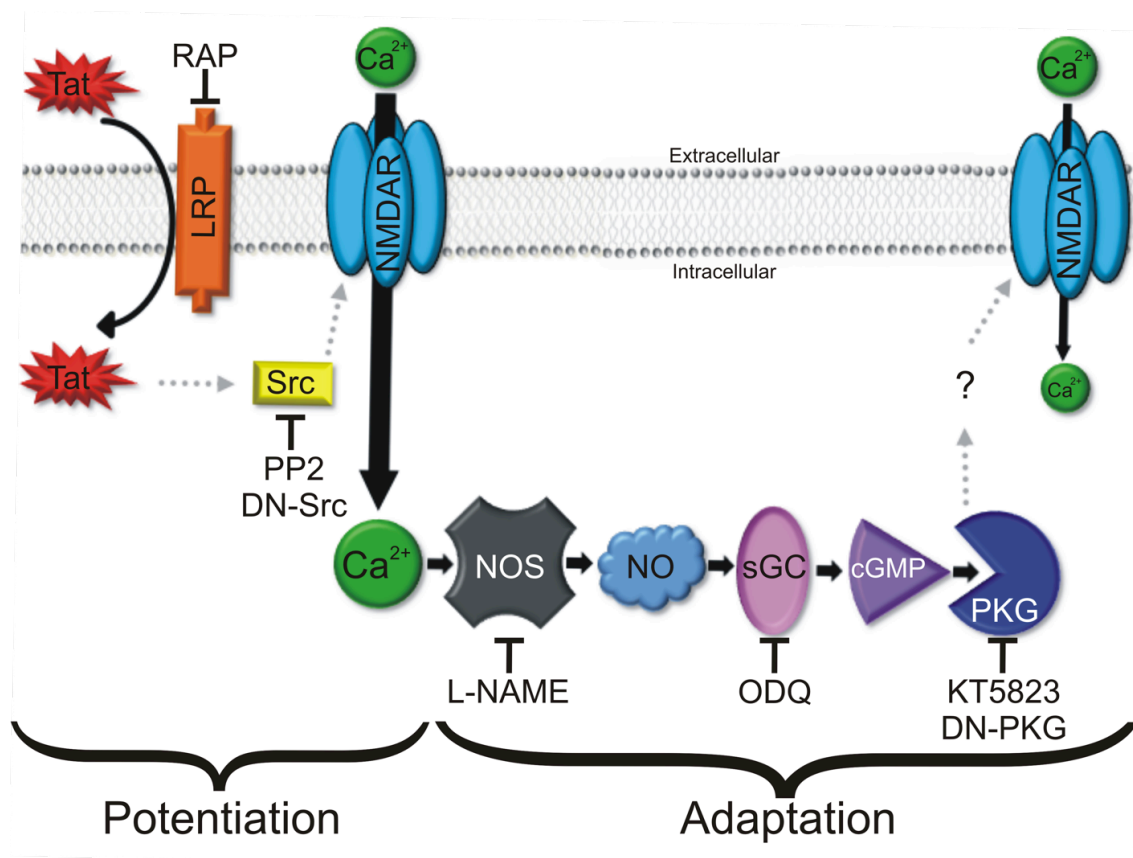 RAP
Tat
LRP
Ca2+
NMDAR
Extracellular
Intracellular
Ca2+
NMDAR
Ca2+
Tat
Src
PP2
DN-Src
?
Ca2+
NOS
NO
sGC
cGMP
PKG
L-NAME
ODQ
KT5823
DN-PKG
Potentiation
Adaptation